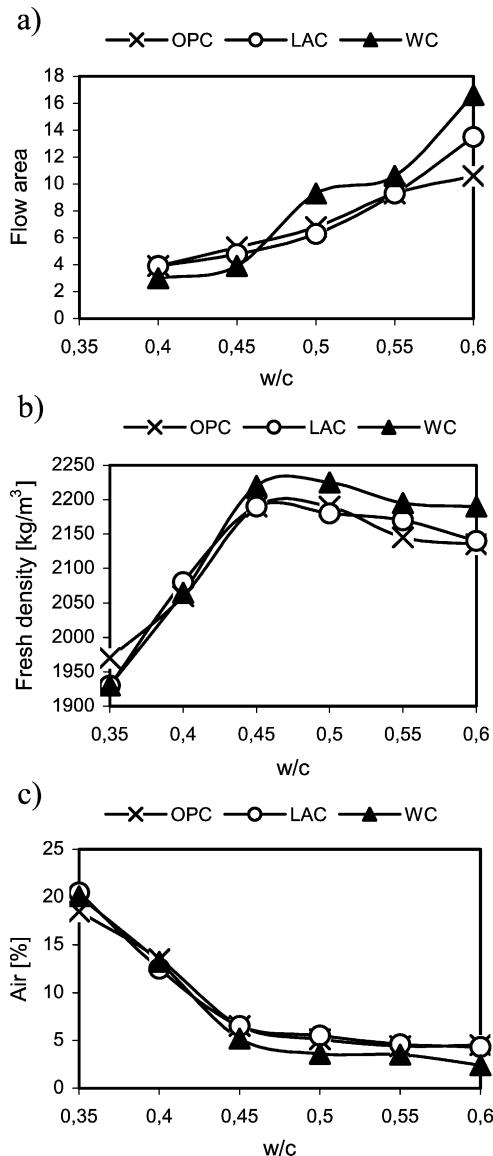 a)
OPC LAC WC
18
16
14
12
10
8
6
4
2
0
Flow area
0,35 0,4 0,45 0,5 0,55 0,6
w/c
b)
OPC LAC WC
2250
2200
2150
2100
2050
2000
1950
1900
Fresh density [kg/m³]
0,35 0,4 0,45 0,5 0,55 0,6
w/c
c)
OPC LAC WC
25
20
15
10
5
0
Air [%]
0,35 0,4 0,45 0,5 0,55 0,6
w/c